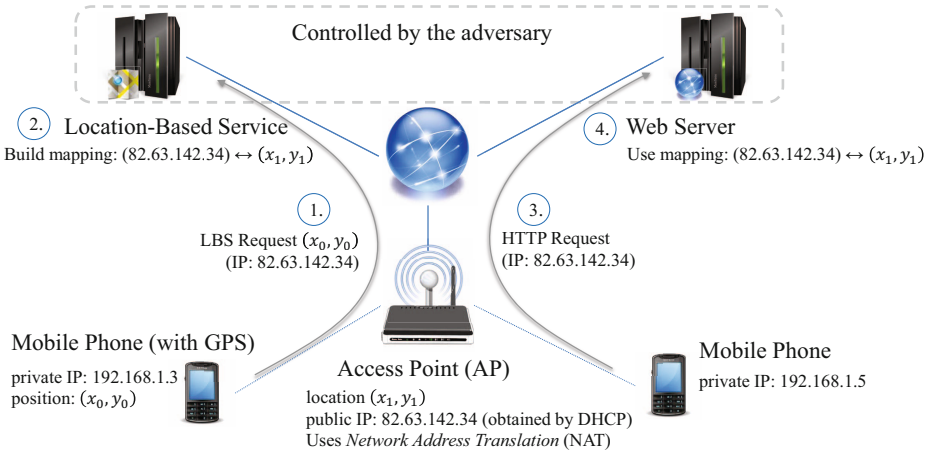 Controlled by the adversary
2.
Location-Based Service
Build mapping: (82.63.142.34) ↔ (x₁, y₁)
4.
Web Server
Use mapping: (82.63.142.34) ↔ (x₁, y₁)
1.
LBS Request (x₀, y₀)
(IP: 82.63.142.34)
3.
HTTP Request
(IP: 82.63.142.34)
Mobile Phone (with GPS)
private IP: 192.168.1.3
position: (x₀, y₀)
Access Point (AP)
location (x₁, y₁)
public IP: 82.63.142.34 (obtained by DHCP)
Uses Network Address Translation (NAT)
Mobile Phone
private IP: 192.168.1.5